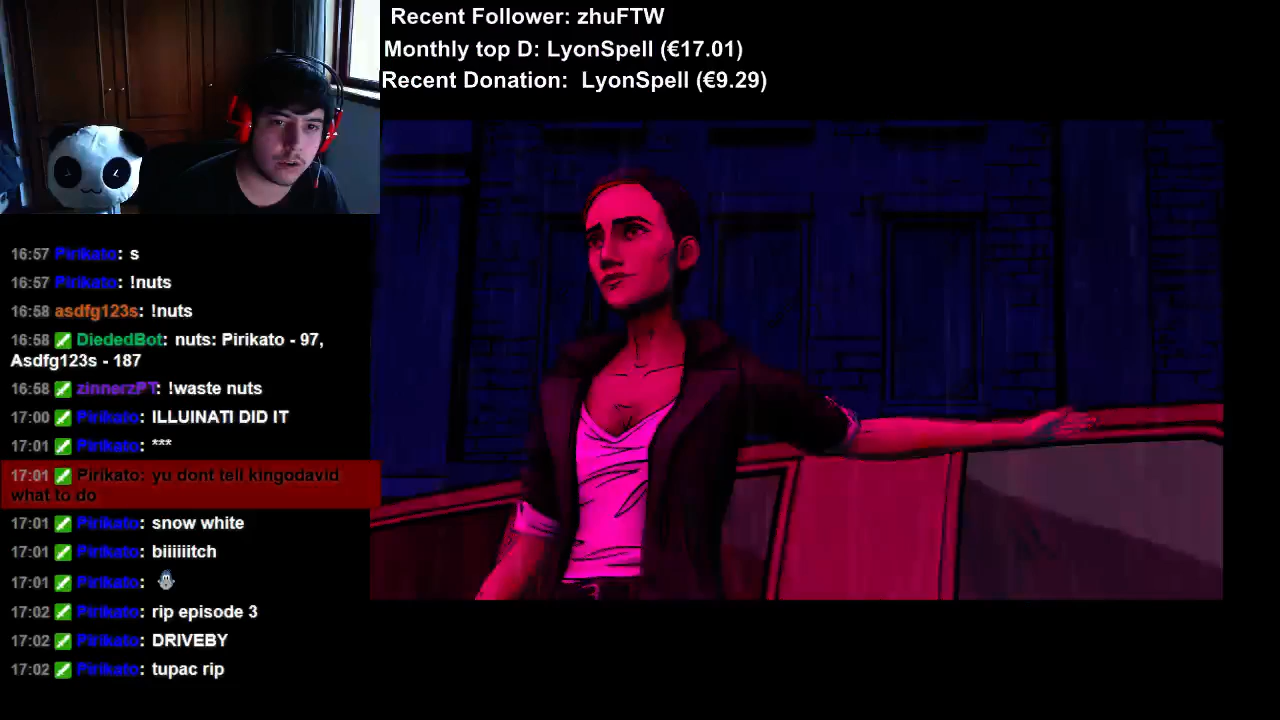 Recent Follower: zhuFTW
Monthly top D: LyonSpell (€17.01)
Recent Donation: LyonSpell (€9.29)
16:57 Pirikato: s
16:57 Pirikato: !nuts
16:58 asdfg123s: !nuts
16:58 DiededBot: nuts: Pirikato - 97,
Asdfg123s - 187
16:58 zinnerzPT: !waste nuts
17:00 Pirikato: ILLUINATI DID IT
17:01 Pirikato: ***
17:01 Pirikato: yu dont tell kingodavid
what to do
17:01 Pirikato: snow white
17:01 Pirikato: biiiiiitch
17:01 Pirikato:
17:02 Pirikato: rip episode 3
17:02 Pirikato: DRIVEBY
17:02 Pirikato: tupac rip